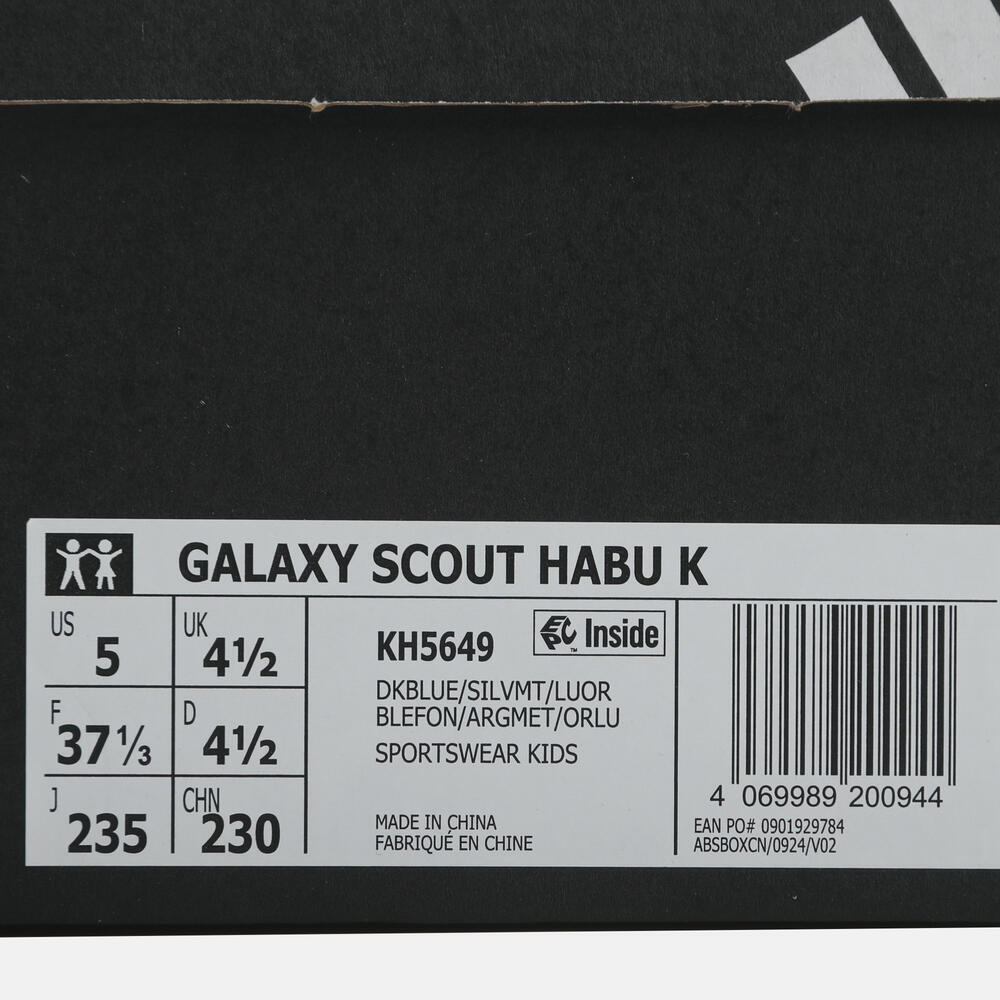 GALAXY SCOUT HABU K
US 5
UK 4½
F 37⅓
D 4½
J 235
CHN 230
KH5649
EPC™ Inside
DKBLUE/SILVMT/LUOR
BLEFON/ARGMET/ORLU
SPORTSWEAR KIDS
MADE IN CHINA
FABRIQUÉ EN CHINE
4 069989 200944
EAN PO# 0901929784
ABSBOXCN/0924/V02